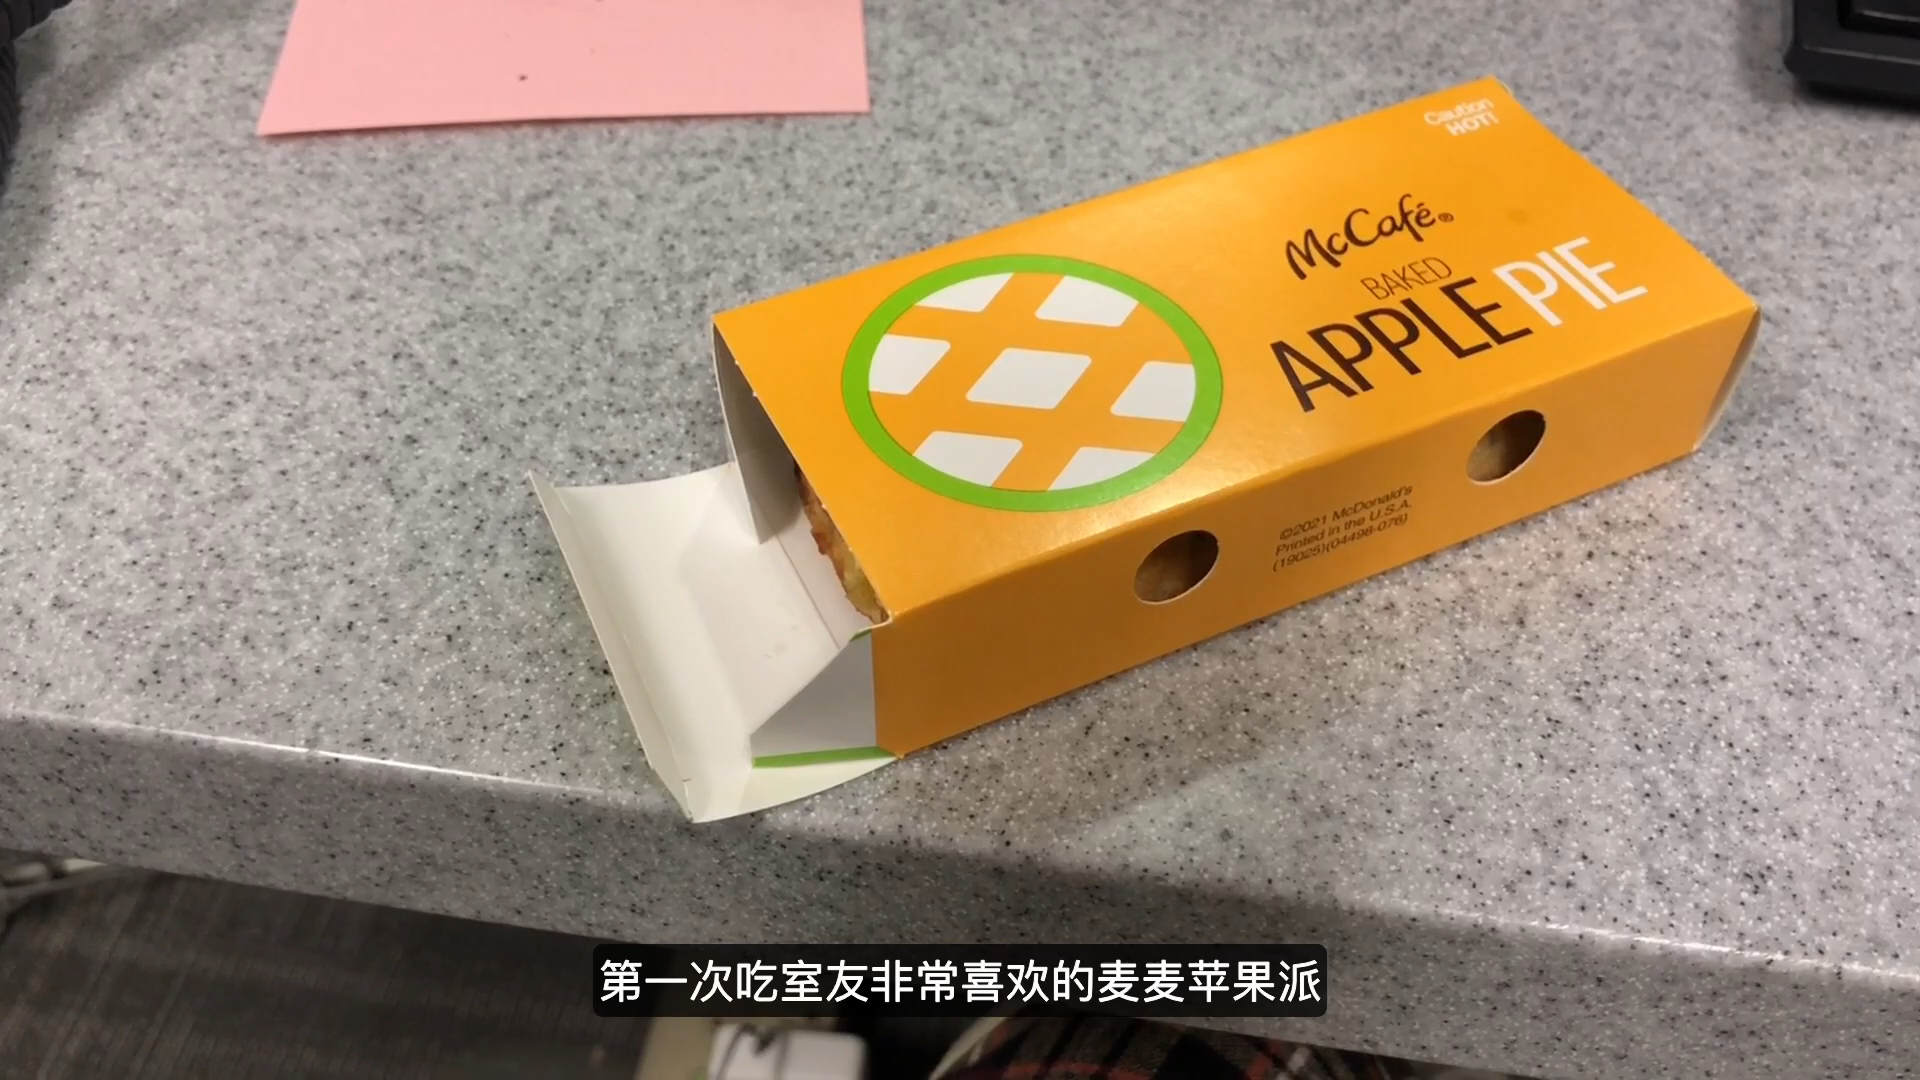 Caution
HOT!
McCafé®
BAKED
APPLE PIE
©2021 McDonald's
Printed in the U.S.A.
(19025)(04498-076)
第一次吃室友非常喜欢的麦麦苹果派